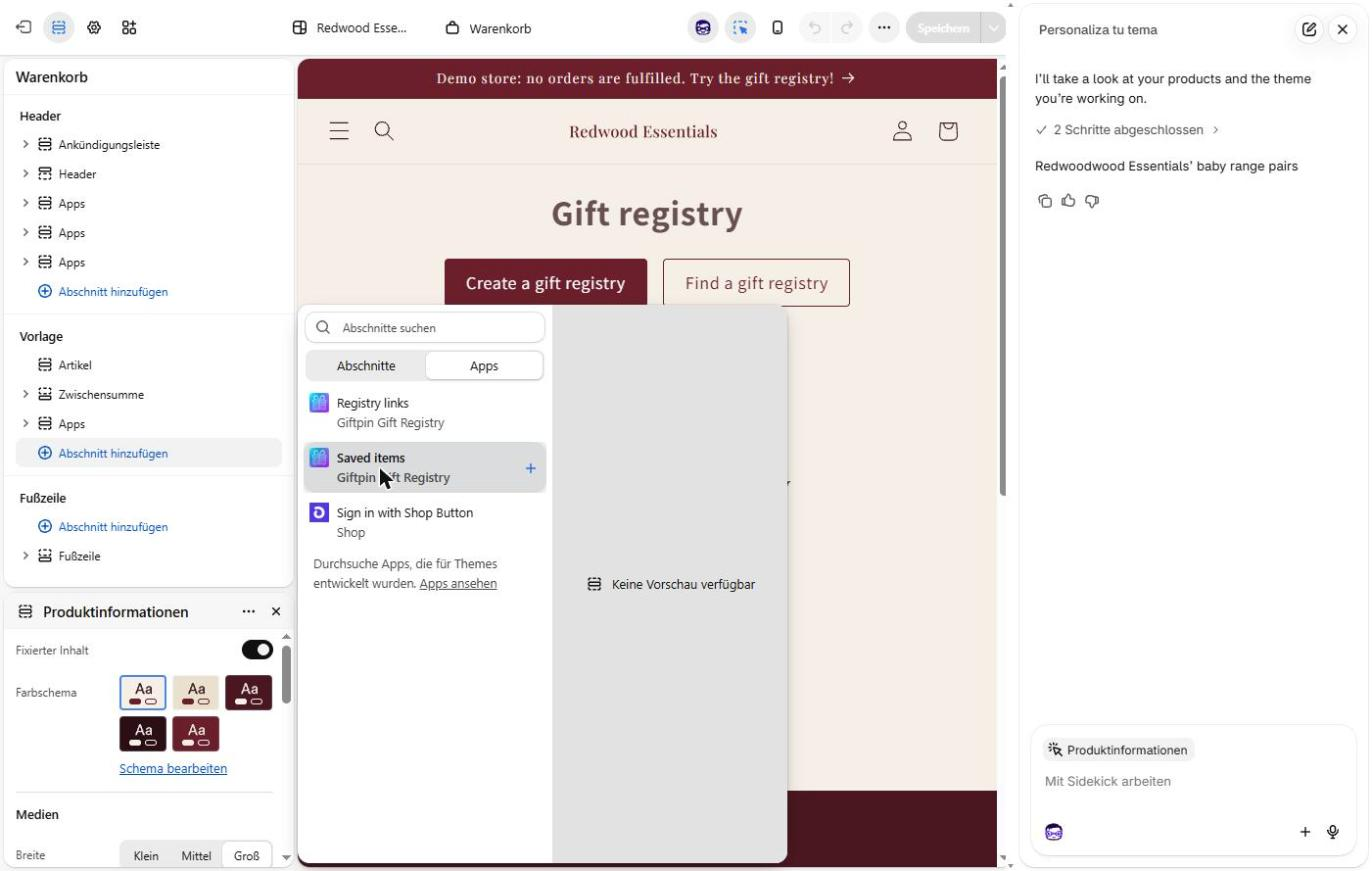 Redwood Esse...
Warenkorb
Speichern
Warenkorb
Header
Ankündigungsleiste
Header
Apps
Apps
Apps
Abschnitt hinzufügen
Vorlage
Artikel
Zwischensumme
Apps
Abschnitt hinzufügen
Fußzeile
Abschnitt hinzufügen
Fußzeile
Produktinformationen
Fixierter Inhalt
Farbschema
Aa
Aa
Aa
Aa
Aa
Schema bearbeiten
Medien
Breite
Klein
Mittel
Groß
Demo store: no orders are fulfilled. Try the gift registry! →
Redwood Essentials
Gift registry
Create a gift registry
Find a gift registry
Abschnitte suchen
Abschnitte
Apps
Registry links
Giftpin Gift Registry
Saved items
Giftpin Gift Registry
Sign in with Shop Button
Shop
Durchsuche Apps, die für Themes
entwickelt wurden. Apps ansehen
Keine Vorschau verfügbar
Personaliza tu tema
I'll take a look at your products and the theme
you're working on.
2 Schritte abgeschlossen
Redwoodwood Essentials' baby range pairs
Produktinformationen
Mit Sidekick arbeiten